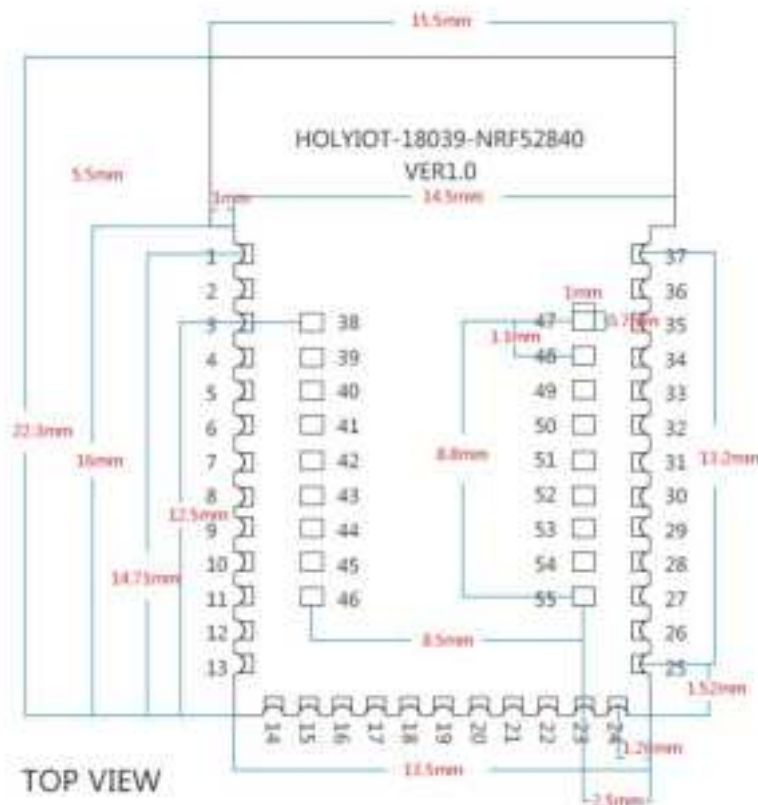 15.5mm
HOLYIOT-18039-NRF52840
VER1.0
5.5mm
1mm
14.5mm
1 37
2 36
1mm
3 38 47 35
1.1mm
4 39 48 34
5 40 49 33
6 41 50 32
22.3mm 16mm 8.8mm 13.2mm
7 42 51 31
8 43 52 30
12.5mm
9 44 53 29
10 45 54 28
14.71mm
11 46 55 27
12 26
8.5mm
13 25
1.52mm
14 15 16 17 18 19 20 21 22 23 24
1.26mm
TOP VIEW
13.5mm
2.5mm